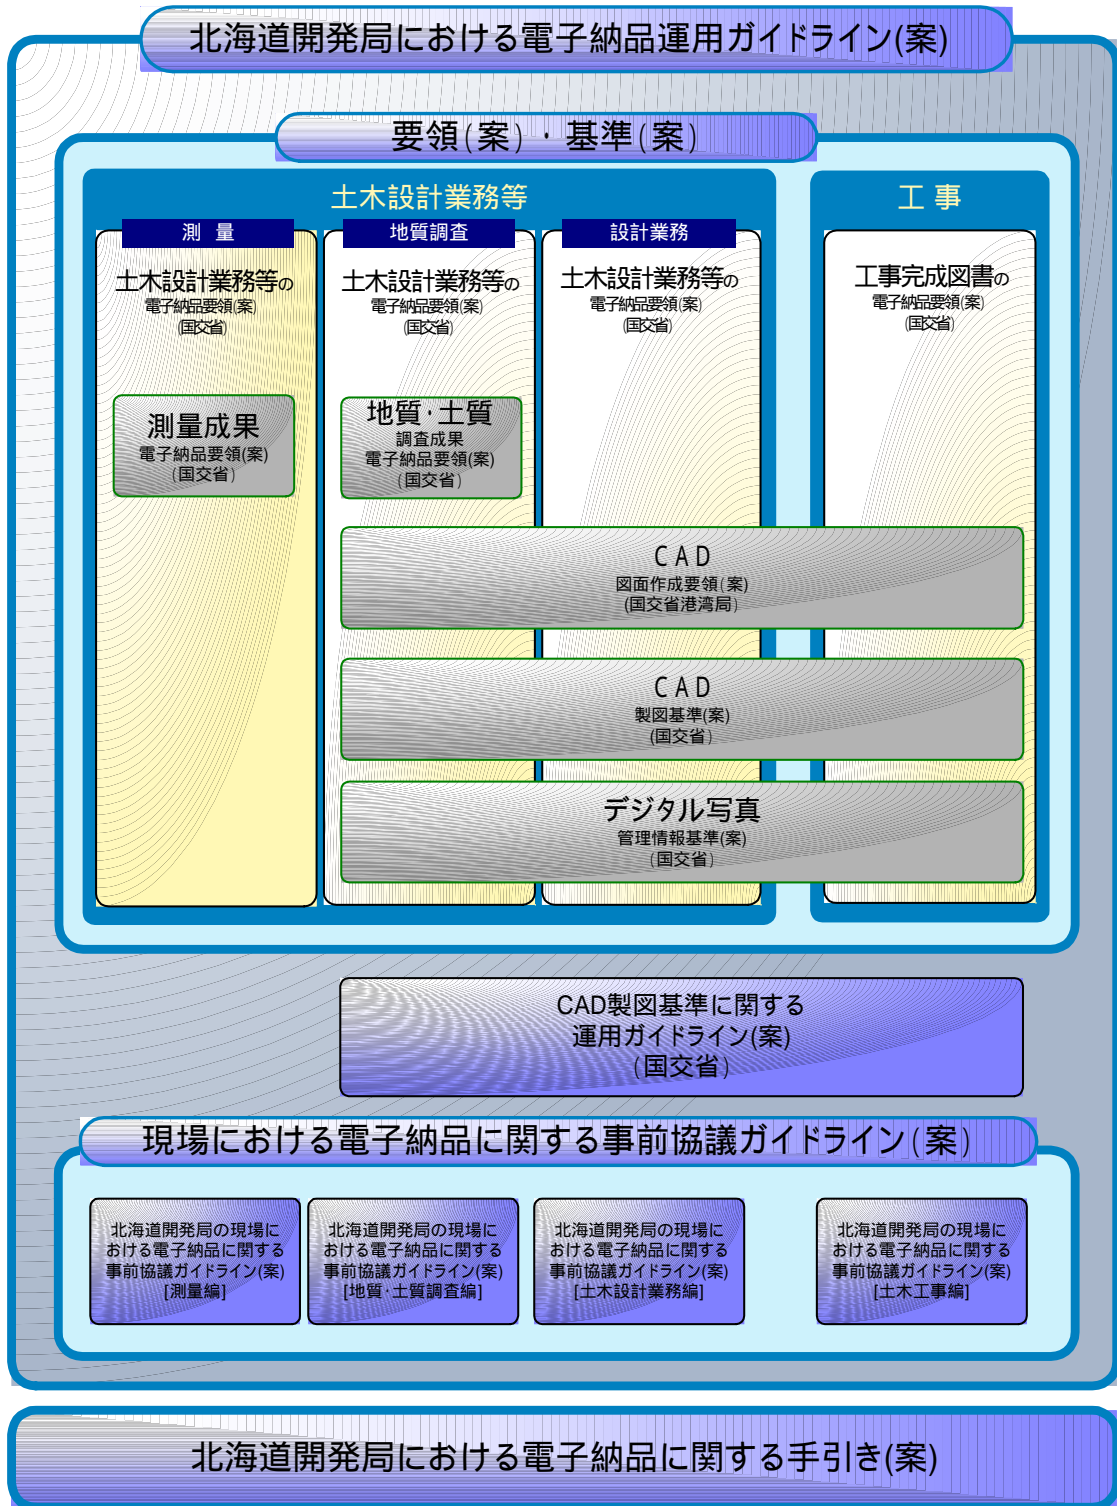 北海道開発局における電子納品運用ガイドライン(案)
要領(案)・基準(案)
土木設計業務等
工 事
測 量
地質調査
設計業務
土木設計業務等の
電子納品要領(案)
(国交省)
土木設計業務等の
電子納品要領(案)
(国交省)
土木設計業務等の
電子納品要領(案)
(国交省)
工事完成図書の
電子納品要領(案)
(国交省)
測量成果
電子納品要領(案)
(国交省)
地質・土質
調査成果
電子納品要領(案)
(国交省)
CAD
図面作成要領(案)
(国交省港湾局)
CAD
製図基準(案)
(国交省)
デジタル写真
管理情報基準(案)
(国交省)
CAD製図基準に関する
運用ガイドライン(案)
(国交省)
現場における電子納品に関する事前協議ガイドライン(案)
北海道開発局の現場に
おける電子納品に関する
事前協議ガイドライン(案)
[測量編]
北海道開発局の現場に
おける電子納品に関する
事前協議ガイドライン(案)
[地質・土質調査編]
北海道開発局の現場に
おける電子納品に関する
事前協議ガイドライン(案)
[土木設計業務編]
北海道開発局の現場に
おける電子納品に関する
事前協議ガイドライン(案)
[土木工事編]
北海道開発局における電子納品に関する手引き(案)